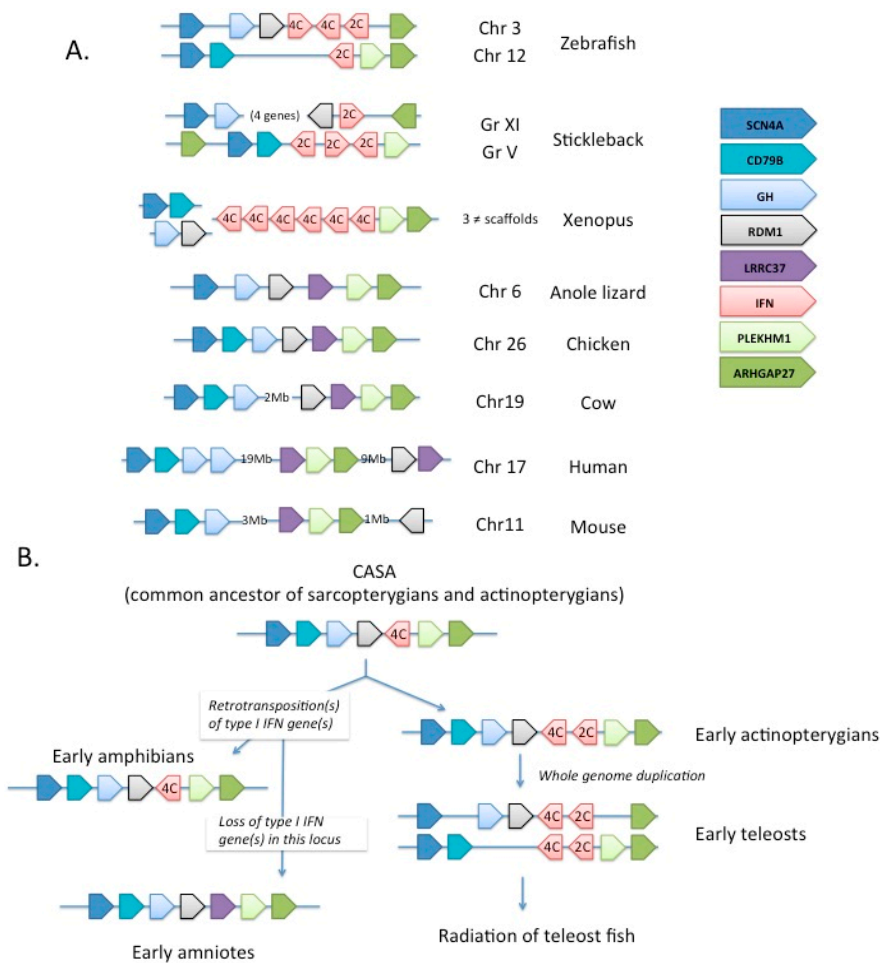 A.
4C 4C 2C
Chr 3
Zebrafish
2C
Chr 12
(4 genes) 2C
Gr XI
Stickleback
2C 2C 2C
Gr V
4C 4C 4C 4C 4C 4C
3 ≠ scaffolds
Xenopus
Chr 6
Anole lizard
Chr 26
Chicken
2Mb
Chr19
Cow
19Mb 9Mb
Chr 17
Human
3Mb 1Mb
Chr11
Mouse
SCN4A
CD79B
GH
RDM1
LRRC37
IFN
PLEKHM1
ARHGAP27
B.
CASA
(common ancestor of sarcopterygians and actinopterygians)
4C
Retrotransposition(s)
of type I IFN gene(s)
Early amphibians
4C
Loss of type I IFN
gene(s) in this locus
Early amniotes
4C 2C
Early actinopterygians
Whole genome duplication
4C 2C
4C 2C
Early teleosts
Radiation of teleost fish